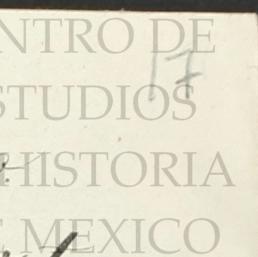 NTRO DE
17
STUDIOS
HISTORIA
E MEXICO